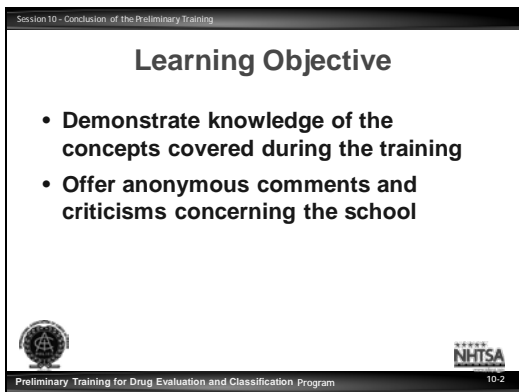 Session 10 - Conclusion of the Preliminary Training
Learning Objective
• Demonstrate knowledge of the
concepts covered during the training
• Offer anonymous comments and
criticisms concerning the school
NHTSA
Preliminary Training for Drug Evaluation and Classification Program
10-2